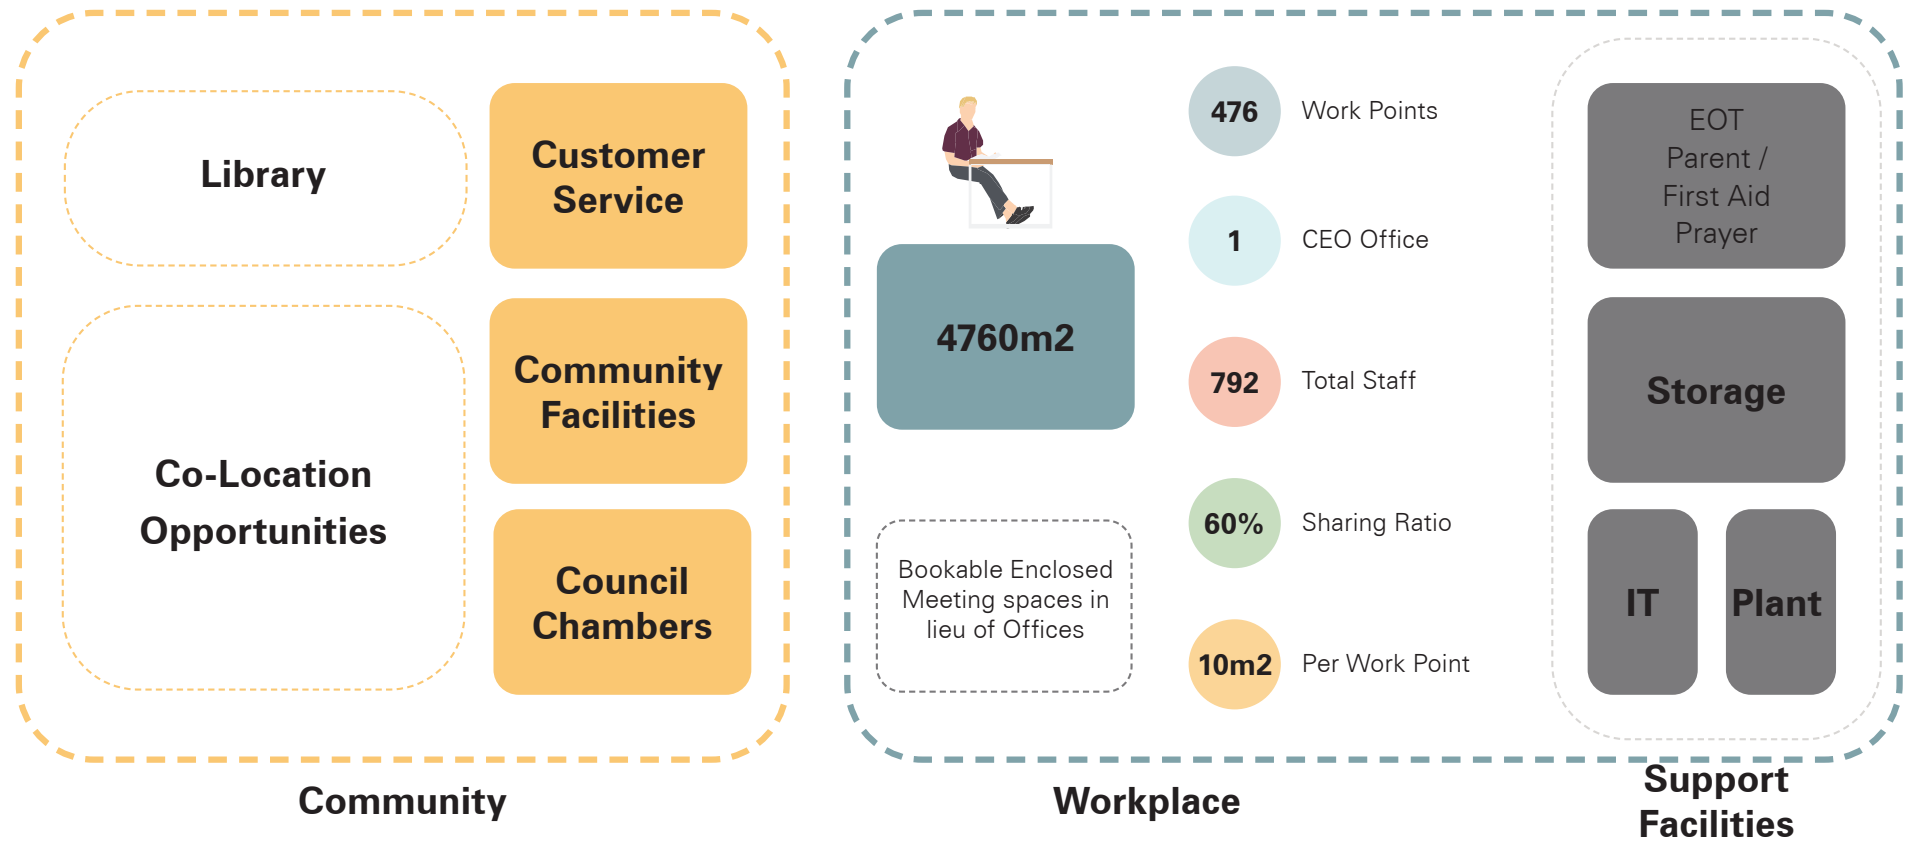 Library
Customer
Service
Community
Facilities
Co-Location
Opportunities
Council
Chambers
Community
4760m2
Bookable Enclosed
Meeting spaces in
lieu of Offices
476 Work Points
1 CEO Office
792 Total Staff
60% Sharing Ratio
10m2 Per Work Point
Workplace
EOT
Parent /
First Aid
Prayer
Storage
IT
Plant
Support
Facilities